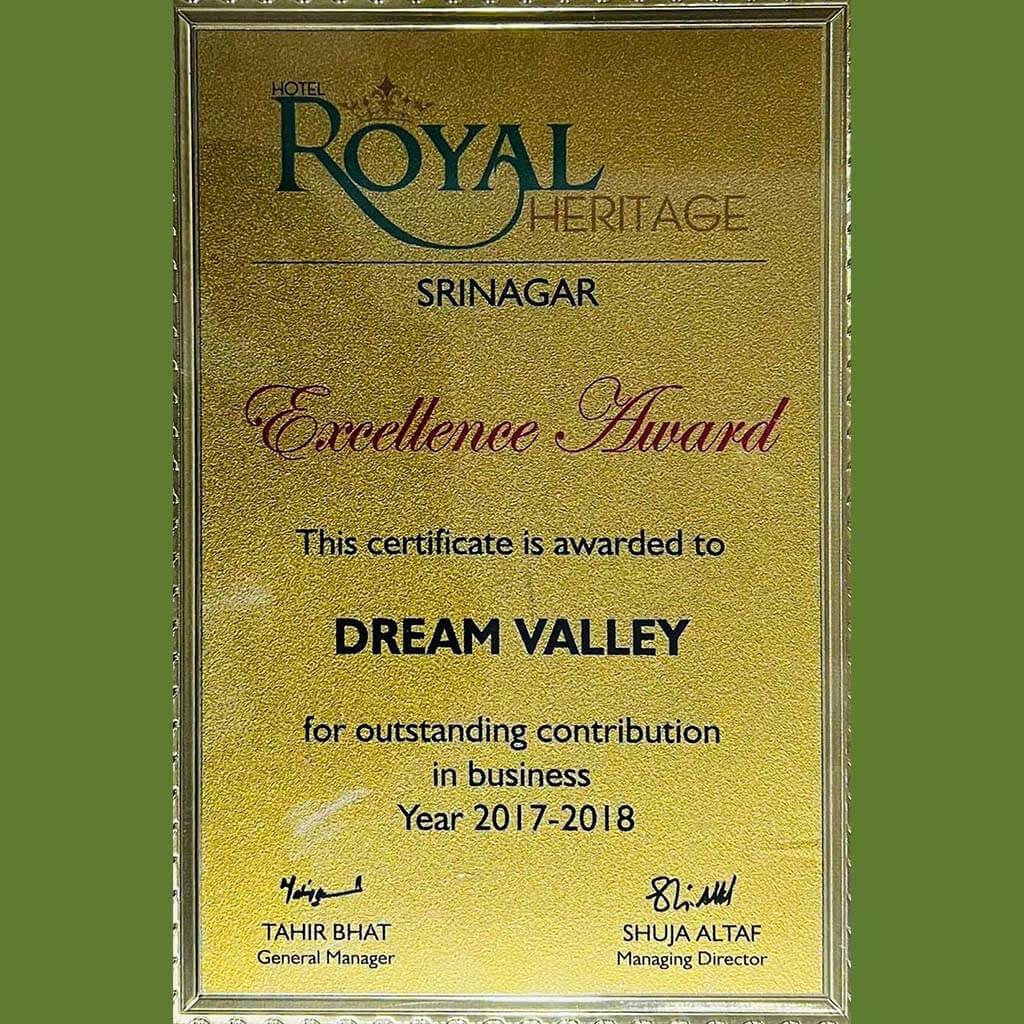 HOTEL
ROYAL
HERITAGE
SRINAGAR
Excellence Award
This certificate is awarded to
DREAM VALLEY
for outstanding contribution
in business
Year 2017-2018
TAHIR BHAT
General Manager
SHUJA ALTAF
Managing Director